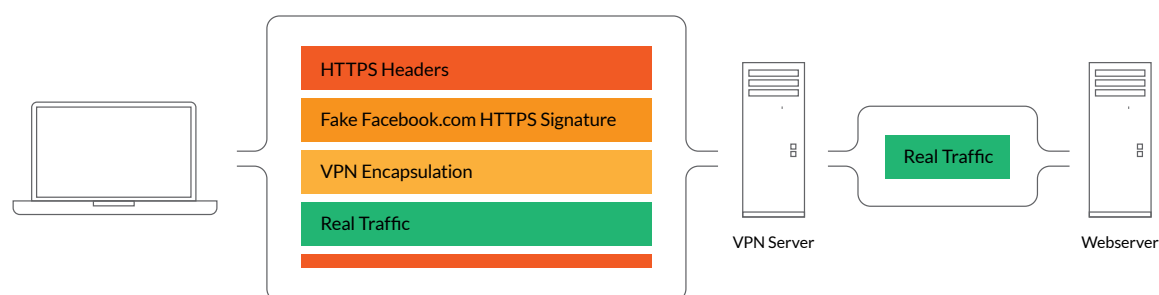 HTTPS Headers
Fake Facebook.com HTTPS Signature
VPN Encapsulation
Real Traffic
Real Traffic
VPN Server
Webserver